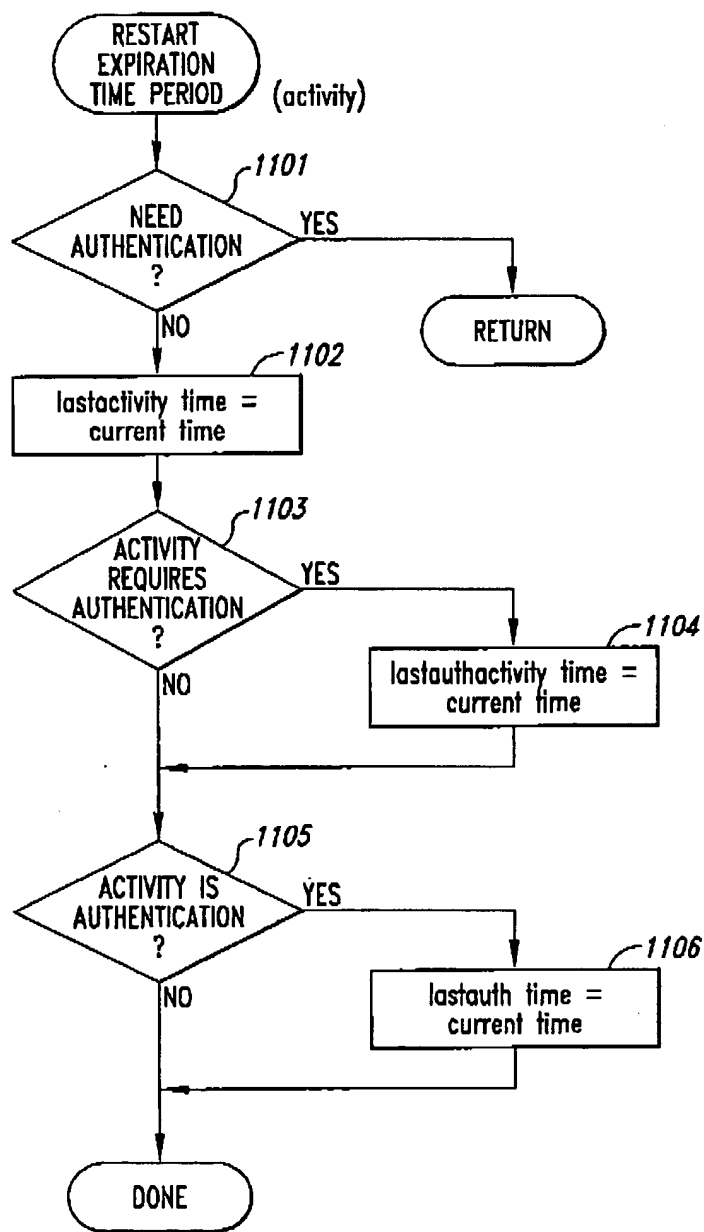 RESTART
EXPIRATION
TIME PERIOD
(activity)
1101
NEED
AUTHENTICATION
?
YES
RETURN
NO
1102
lastactivity time =
current time
1103
ACTIVITY
REQUIRES
AUTHENTICATION
?
YES
1104
lastauthactivity time =
current time
NO
1105
ACTIVITY IS
AUTHENTICATION
?
YES
1106
lastauth time =
current time
NO
DONE